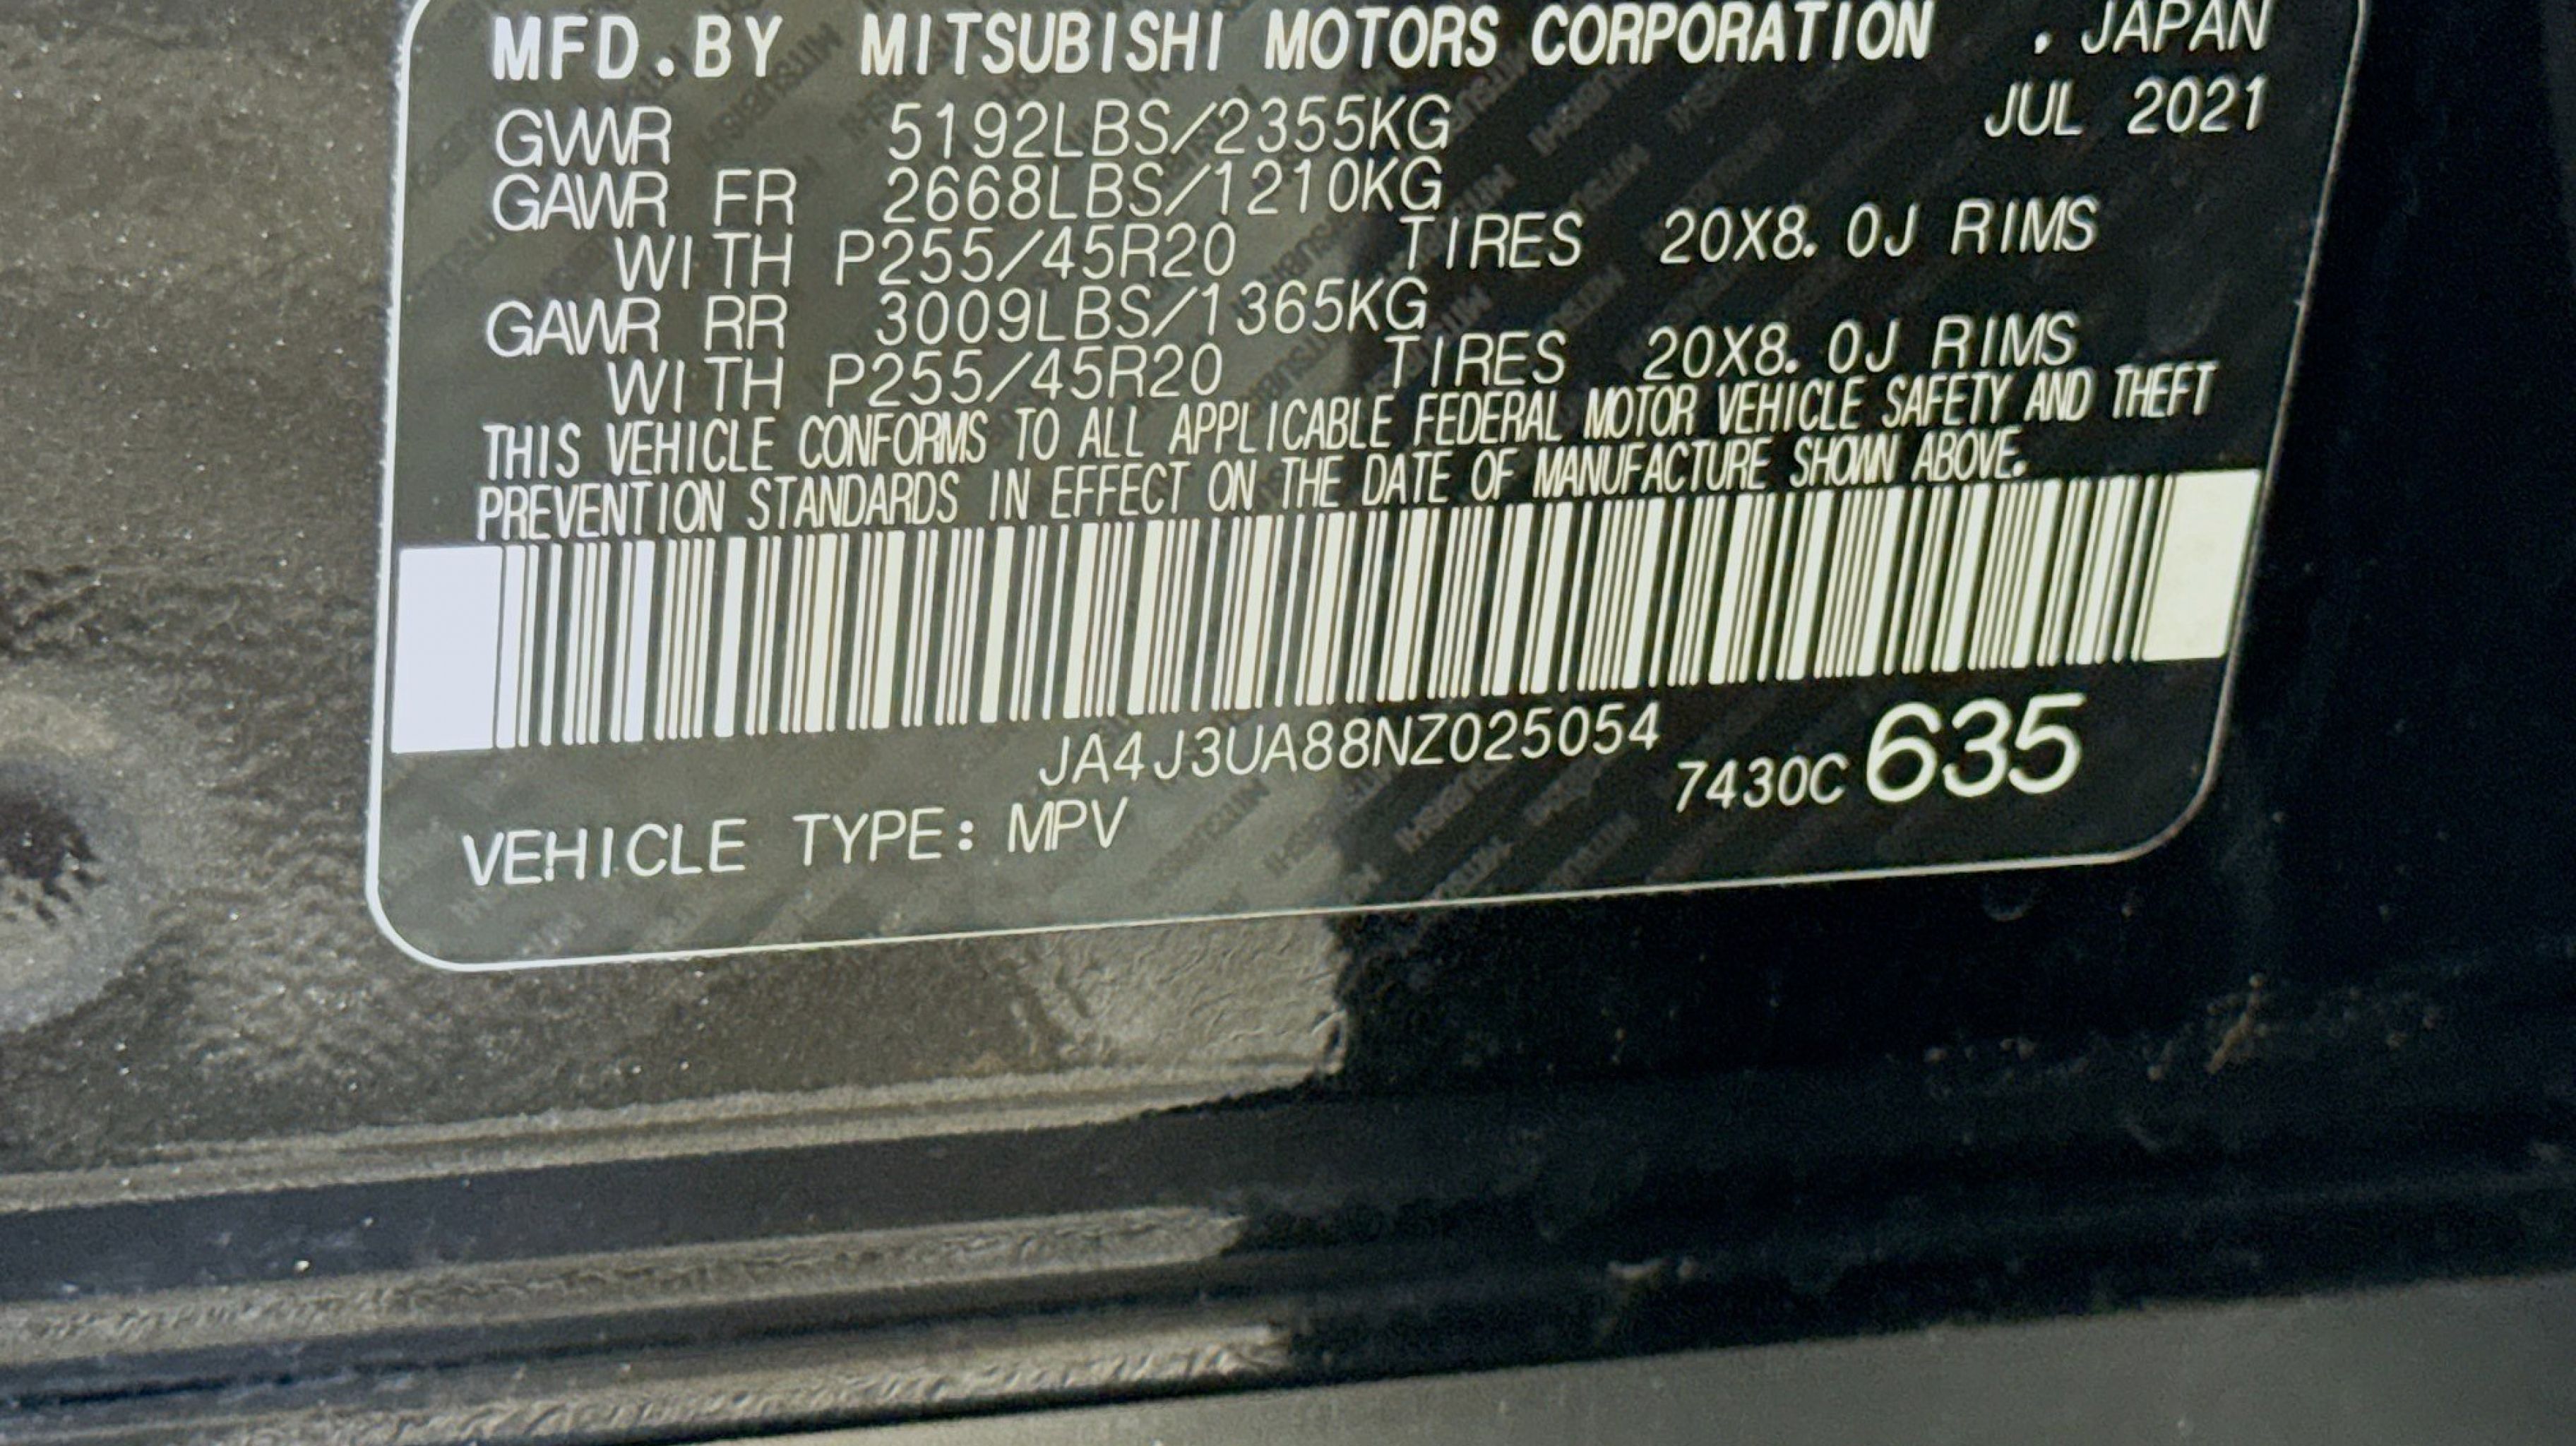 MFD.BY MITSUBISHI MOTORS CORPORATION , JAPAN
JUL 2021
GVWR 5192LBS/2355KG
GAWR FR 2668LBS/1210KG
WITH P255/45R20 TIRES 20X8.0J RIMS
GAWR RR 3009LBS/1365KG
WITH P255/45R20 TIRES 20X8.0J RIMS
THIS VEHICLE CONFORMS TO ALL APPLICABLE FEDERAL MOTOR VEHICLE SAFETY AND THEFT
PREVENTION STANDARDS IN EFFECT ON THE DATE OF MANUFACTURE SHOWN ABOVE.
JA4J3UA88NZ025054
7430C635
VEHICLE TYPE: MPV